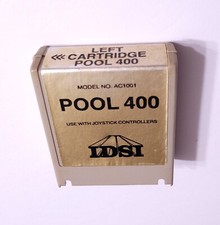 LEFT
<<< CARTRIDGE
POOL 400
MODEL NO. AC1001
POOL 400
USE WITH JOYSTICK CONTROLLERS
IDSI